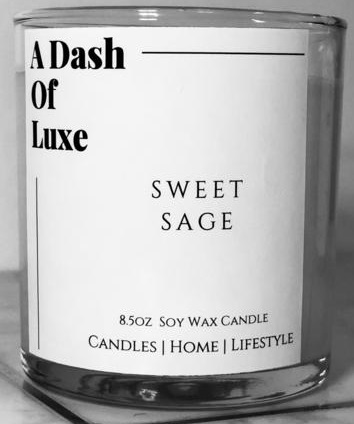 A Dash
Of
Luxe
SWEET
SAGE
8.5OZ SOY WAX CANDLE
CANDLES | HOME | LIFESTYLE